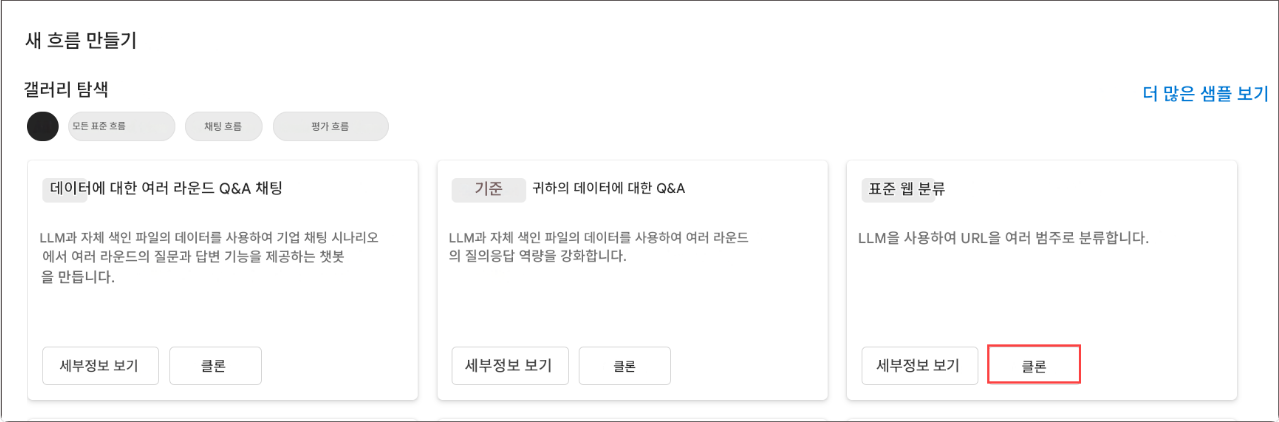 새 흐름 만들기
갤러리 탐색
더 많은 샘플 보기
모든 표준 흐름
채팅 흐름
평가 흐름
데이터에 대한 여러 라운드 Q&A 채팅
LLM과 자체 색인 파일의 데이터를 사용하여 기업 채팅 시나리오
에서 여러 라운드의 질문과 답변 기능을 제공하는 챗봇
을 만듭니다.
세부정보 보기
클론
기준 귀하의 데이터에 대한 Q&A
LLM과 자체 색인 파일의 데이터를 사용하여 여러 라운드
의 질의응답 역량을 강화합니다.
세부정보 보기
클론
표준 웹 분류
LLM을 사용하여 URL을 여러 범주로 분류합니다.
세부정보 보기
클론